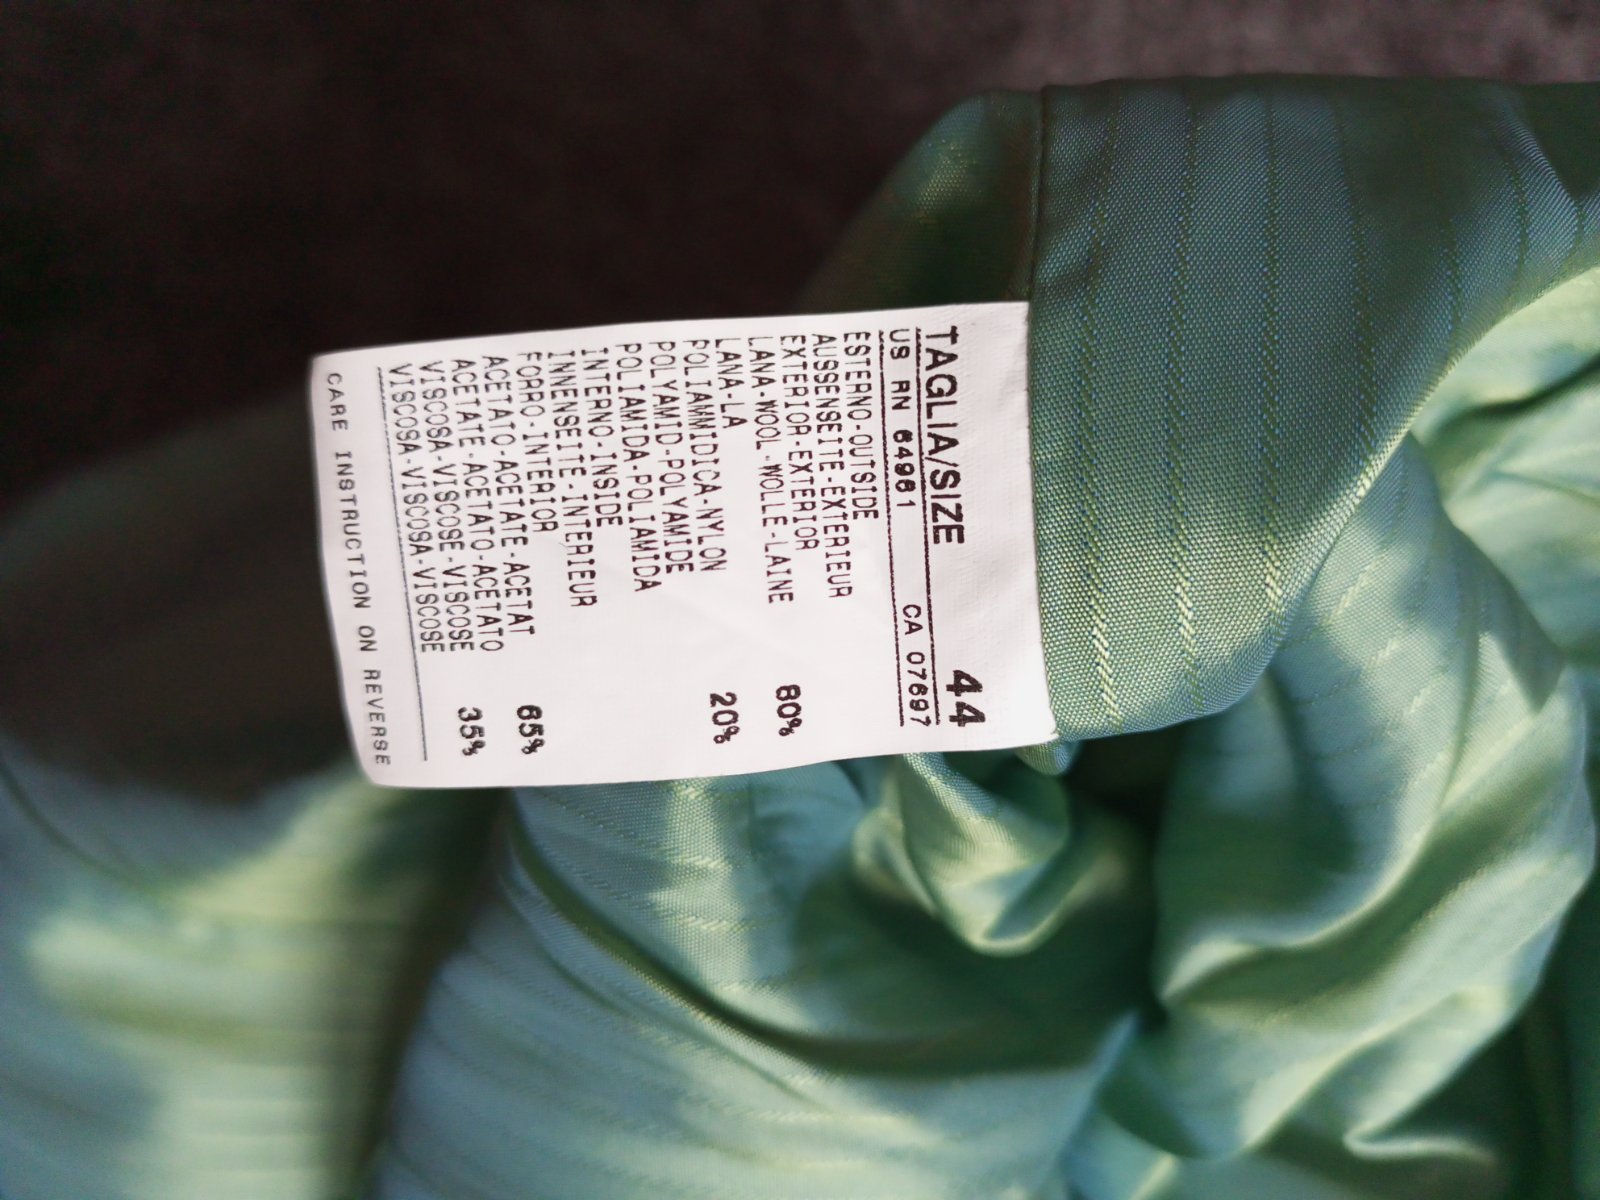 TAGLIA/SIZE 44
US RN 64961 CA 07697
ESTERNO-OUTSIDE
AUSSENSEITE-EXTERIEUR
EXTERIOR-EXTERIOR
LANA-WOOL-WOLLE-LAINE 80%
LANA-LA
POLIAMMIDICA-NYLON 20%
POLYAMID-POLYAMIDE
POLIAMIDA-POLIAMIDA
INTERNO-INSIDE
INNENSEITE-INTERIEUR
FORRO-INTERIOR
ACETATO-ACETATE-ACETAT 65%
ACETATE-ACETATO-ACETATO
VISCOSA-VISCOSE-VISCOSE 35%
VISCOSA-VISCOSA-VISCOSE
CARE INSTRUCTION ON REVERSE